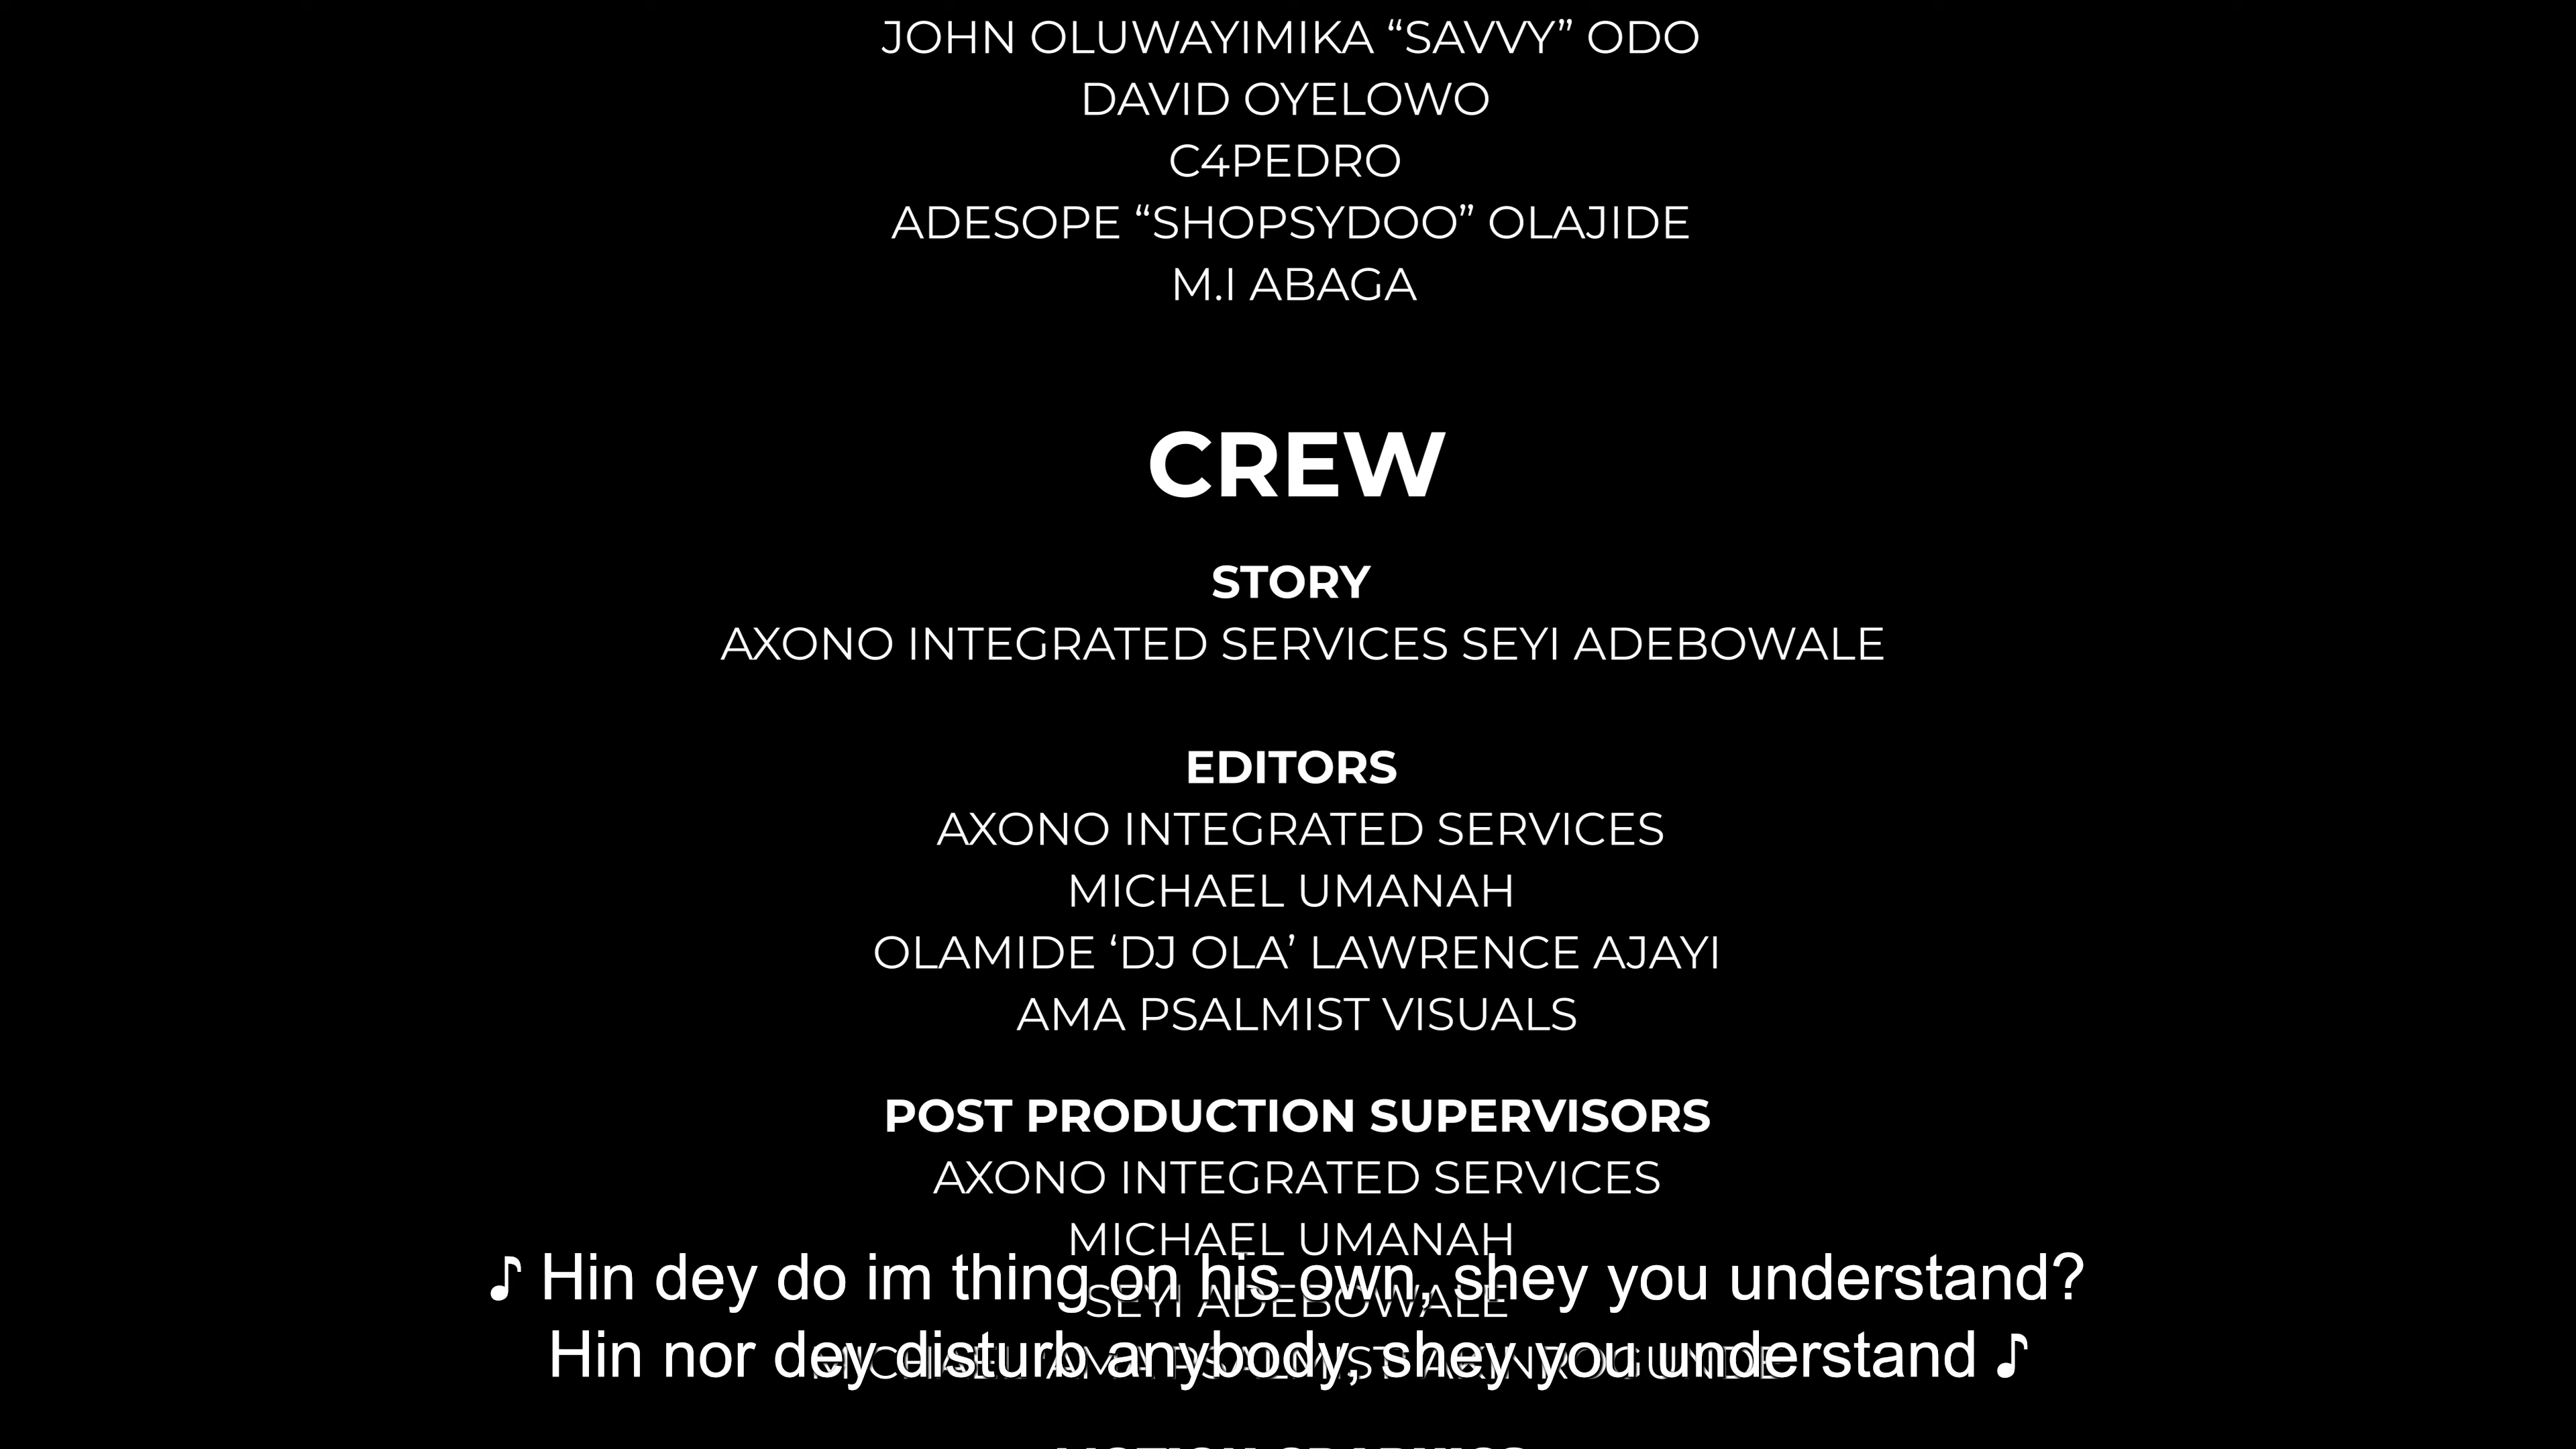 JOHN OLUWAYIMIKA “SAVVY” ODO
DAVID OYELOWO
C4PEDRO
ADESOPE “SHOPSYDOO” OLAJIDE
M.I ABAGA
CREW
STORY
AXONO INTEGRATED SERVICES SEYI ADEBOWALE
EDITORS
AXONO INTEGRATED SERVICES
MICHAEL UMANAH
OLAMIDE ‘DJ OLA’ LAWRENCE AJAYI
AMA PSALMIST VISUALS
POST PRODUCTION SUPERVISORS
AXONO INTEGRATED SERVICES
MICHAEL UMANAH
♪ Hin dey do im thing on his own, shey you understand?
SEYI ADEBOWALE
Hin nor dey disturb anybody, shey you understand ♪